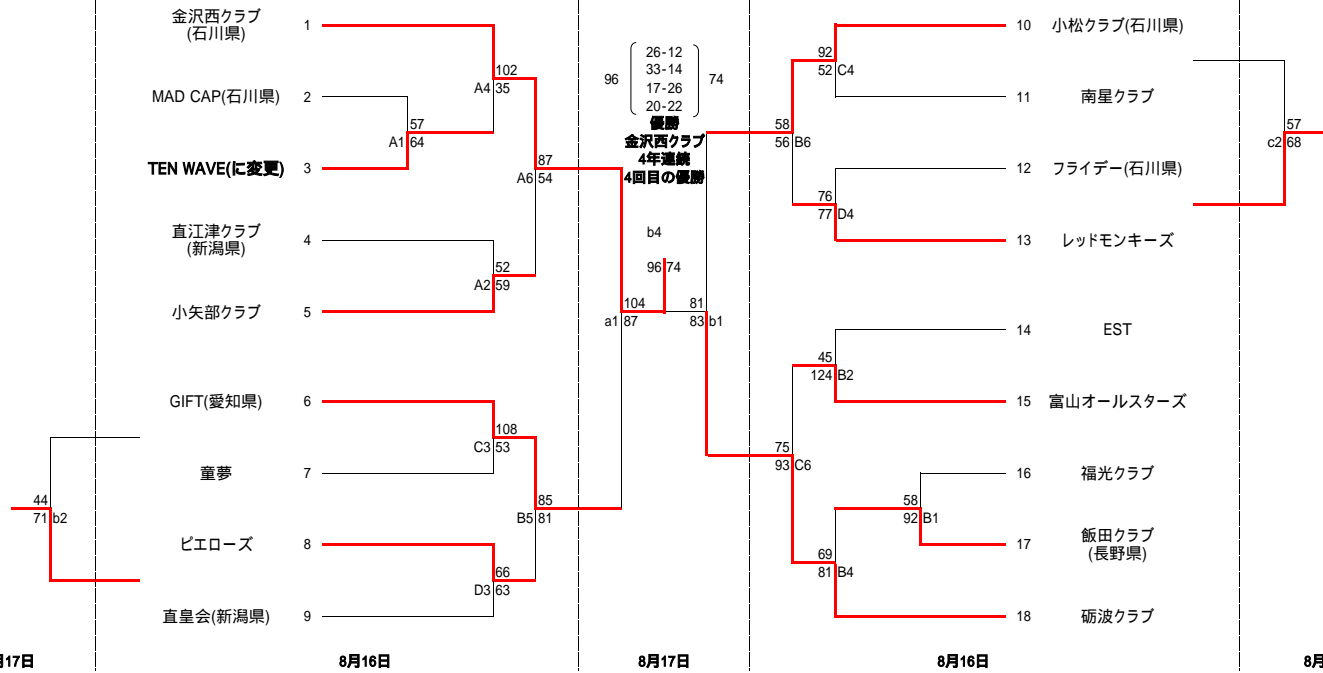 金沢西クラブ
(石川県)
1
MAD CAP(石川県)
2
TEN WAVE(に変更)
3
直江津クラブ
(新潟県)
4
小矢部クラブ
5
GIFT(愛知県)
6
童夢
7
ピエローズ
8
直皇会(新潟県)
9
102
A4 35
57
A1 64
87
A6 54
52
A2 59
108
C3 53
85
B5 81
66
D3 63
44
71 b2
26-12
33-14
96 17-26 74
20-22
優勝
金沢西クラブ
4年連続
4回目の優勝
b4
96 74
104
a1 87
81
83 b1
92
52 C4
58
56 B6
76
77 D4
45
124 B2
75
93 C6
58
92 B1
69
81 B4
10 小松クラブ(石川県)
11 南星クラブ
12 フライデー(石川県)
13 レッドモンキーズ
14 EST
15 富山オールスターズ
16 福光クラブ
17 飯田クラブ
(長野県)
18 砺波クラブ
57
c2 68
月17日
8月16日
8月17日
8月16日
8月